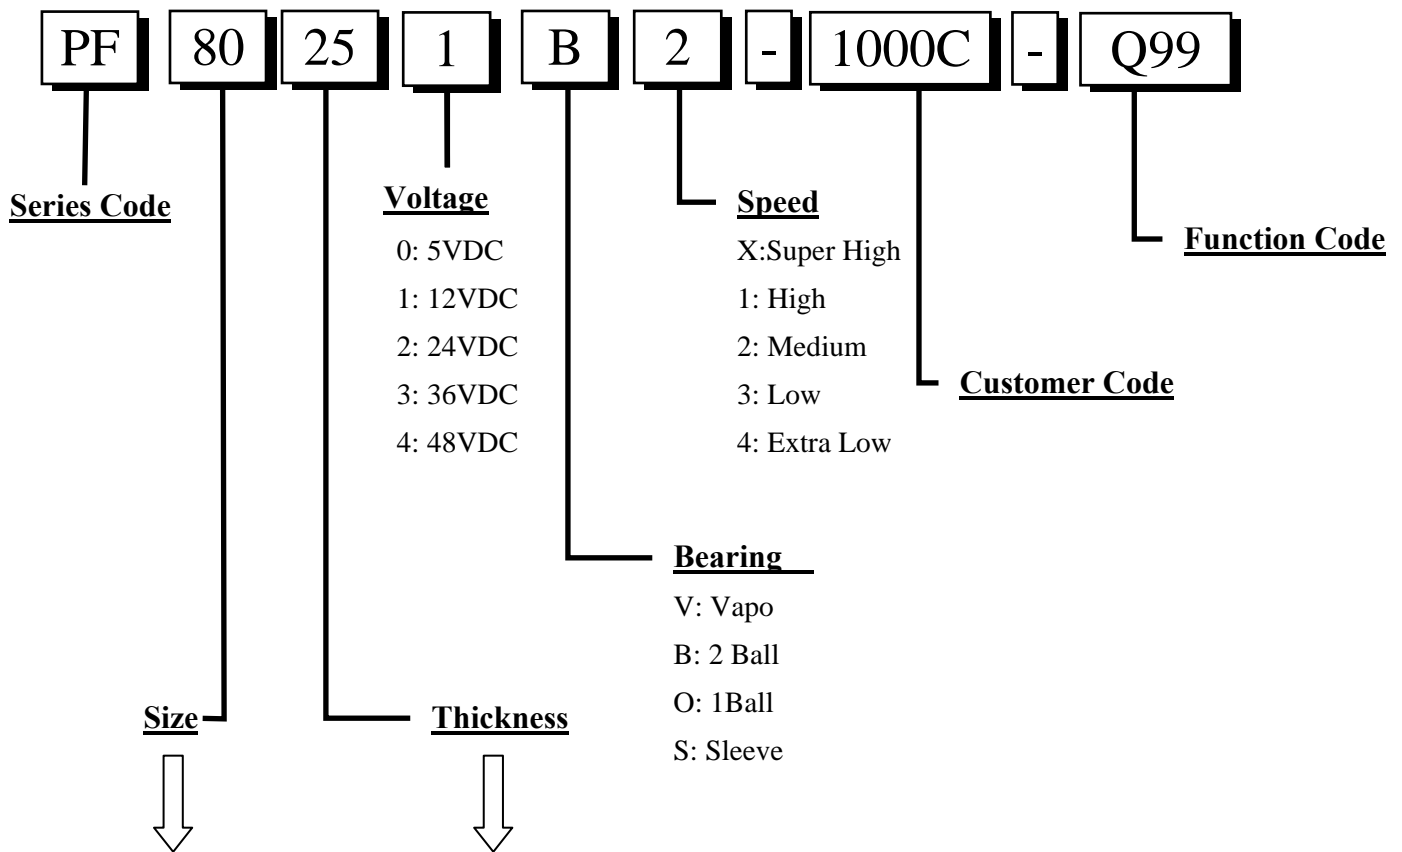 PF 80 25 1 B 2 - 1000C - Q99
Series Code
Voltage
0: 5VDC
1: 12VDC
2: 24VDC
3: 36VDC
4: 48VDC
Speed
X:Super High
1: High
2: Medium
3: Low
4: Extra Low
Function Code
Customer Code
Bearing
V: Vapo
B: 2 Ball
O: 1Ball
S: Sleeve
Size
Thickness